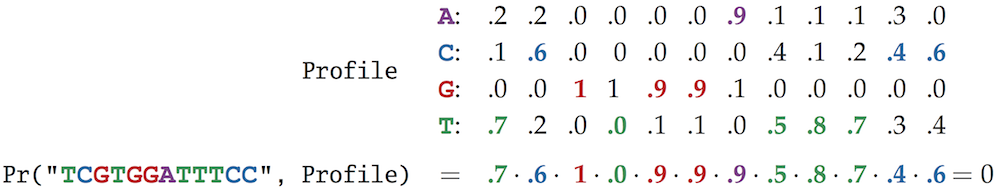 A: .2 .2 .0 .0 .0 .0 .9 .1 .1 .1 .3 .0
C: .1 .6 .0 0 .0 .0 .0 .4 .1 .2 .4 .6
Profile
G: .0 .0 1 1 .9 .9 .1 .0 .0 .0 .0 .0
T: .7 .2 .0 .0 .1 .1 .0 .5 .8 .7 .3 .4
Pr("TCGTGGATTTCC", Profile) = .7 · .6 · 1 · .0 · .9 · .9 · .9 · .5 · .8 · .7 · .4 · .6 = 0